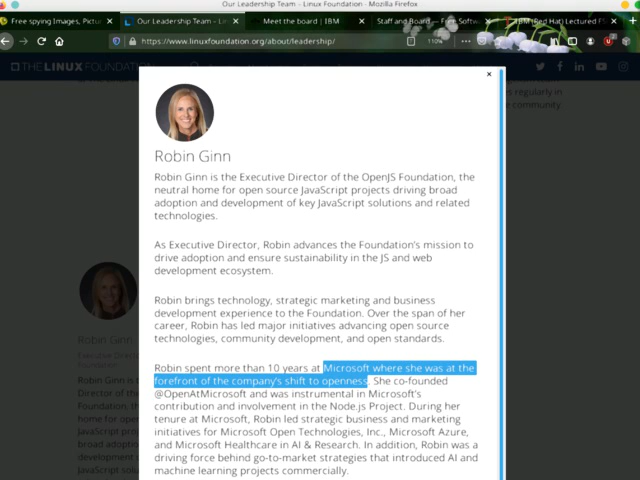 Our Leadership Team - Linux Foundation - Mozilla Firefox
Free spying Images, Pictu
Our Leadership Team – Li
Meet the board | IBM
Staff and Board — Free Softw
IBM (Red Hat) Lectured FS
https://www.linuxfoundation.org/about/leadership/
110%
THE LINUX FOUNDATION
es regularly in
e community
×
Robin Ginn
Robin Ginn is the Executive Director of the OpenJS Foundation, the
neutral home for open source JavaScript projects driving broad
adoption and development of key JavaScript solutions and related
technologies.
As Executive Director, Robin advances the Foundation's mission to
drive adoption and ensure sustainability in the JS and web
development ecosystem.
Robin brings technology, strategic marketing and business
development experience to the Foundation. Over the span of her
career, Robin has led major initiatives advancing open source
technologies, community development, and open standards.
Robin spent more than 10 years at Microsoft where she was at the
forefront of the company's shift to openness. She co-founded
@OpenAtMicrosoft and was instrumental in Microsoft's
contribution and involvement in the Node.js Project. During her
tenure at Microsoft, Robin led strategic business and marketing
initiatives for Microsoft Open Technologies, Inc., Microsoft Azure,
and Microsoft Healthcare in AI & Research. In addition, Robin was a
driving force behind go-to-market strategies that introduced AI and
machine learning projects commercially.
Robin Ginn
Executive Direct
Foundation
Robin Ginn is t
Director of the
Foundation, th
home for open
JavaScript proj
broad adoptio
development o
JavaScript solu